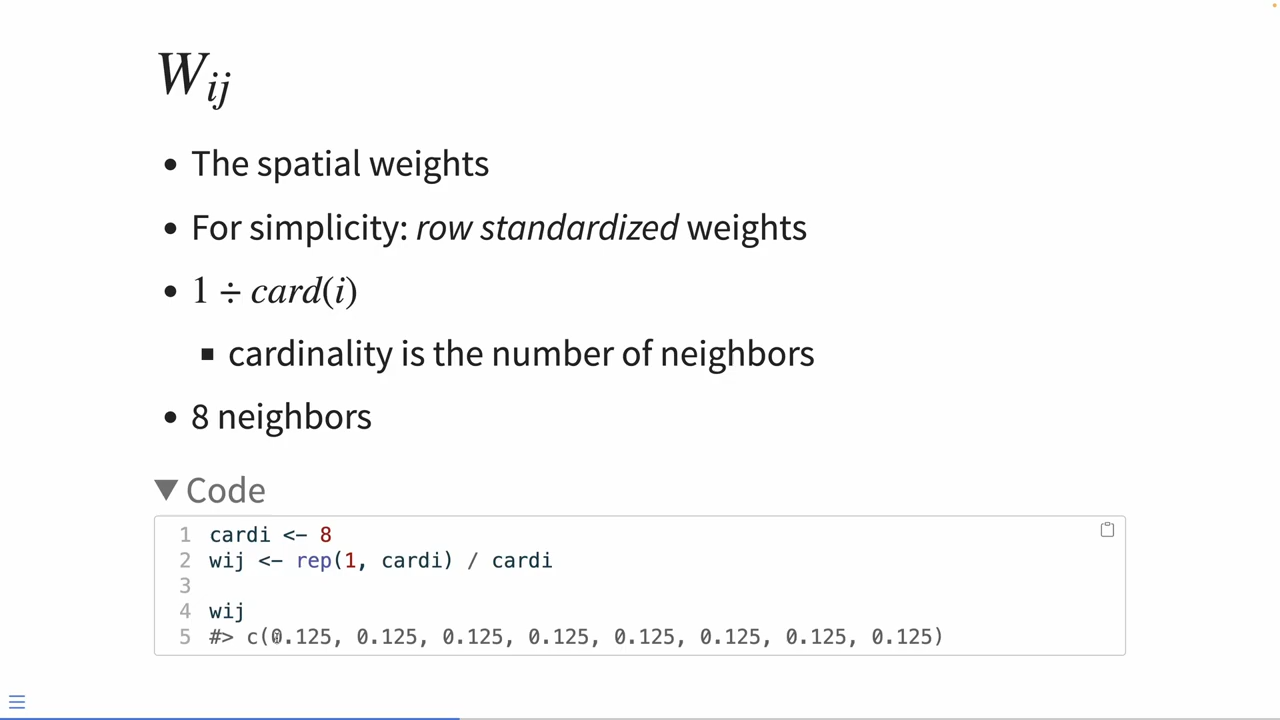 W_{ij}
• The spatial weights
• For simplicity: row standardized weights
• 1 ÷ card(i)
▪ cardinality is the number of neighbors
• 8 neighbors
▼ Code
1 cardi <- 8
2 wij <- rep(1, cardi) / cardi
3
4 wij
5 #> c(0.125, 0.125, 0.125, 0.125, 0.125, 0.125, 0.125, 0.125)